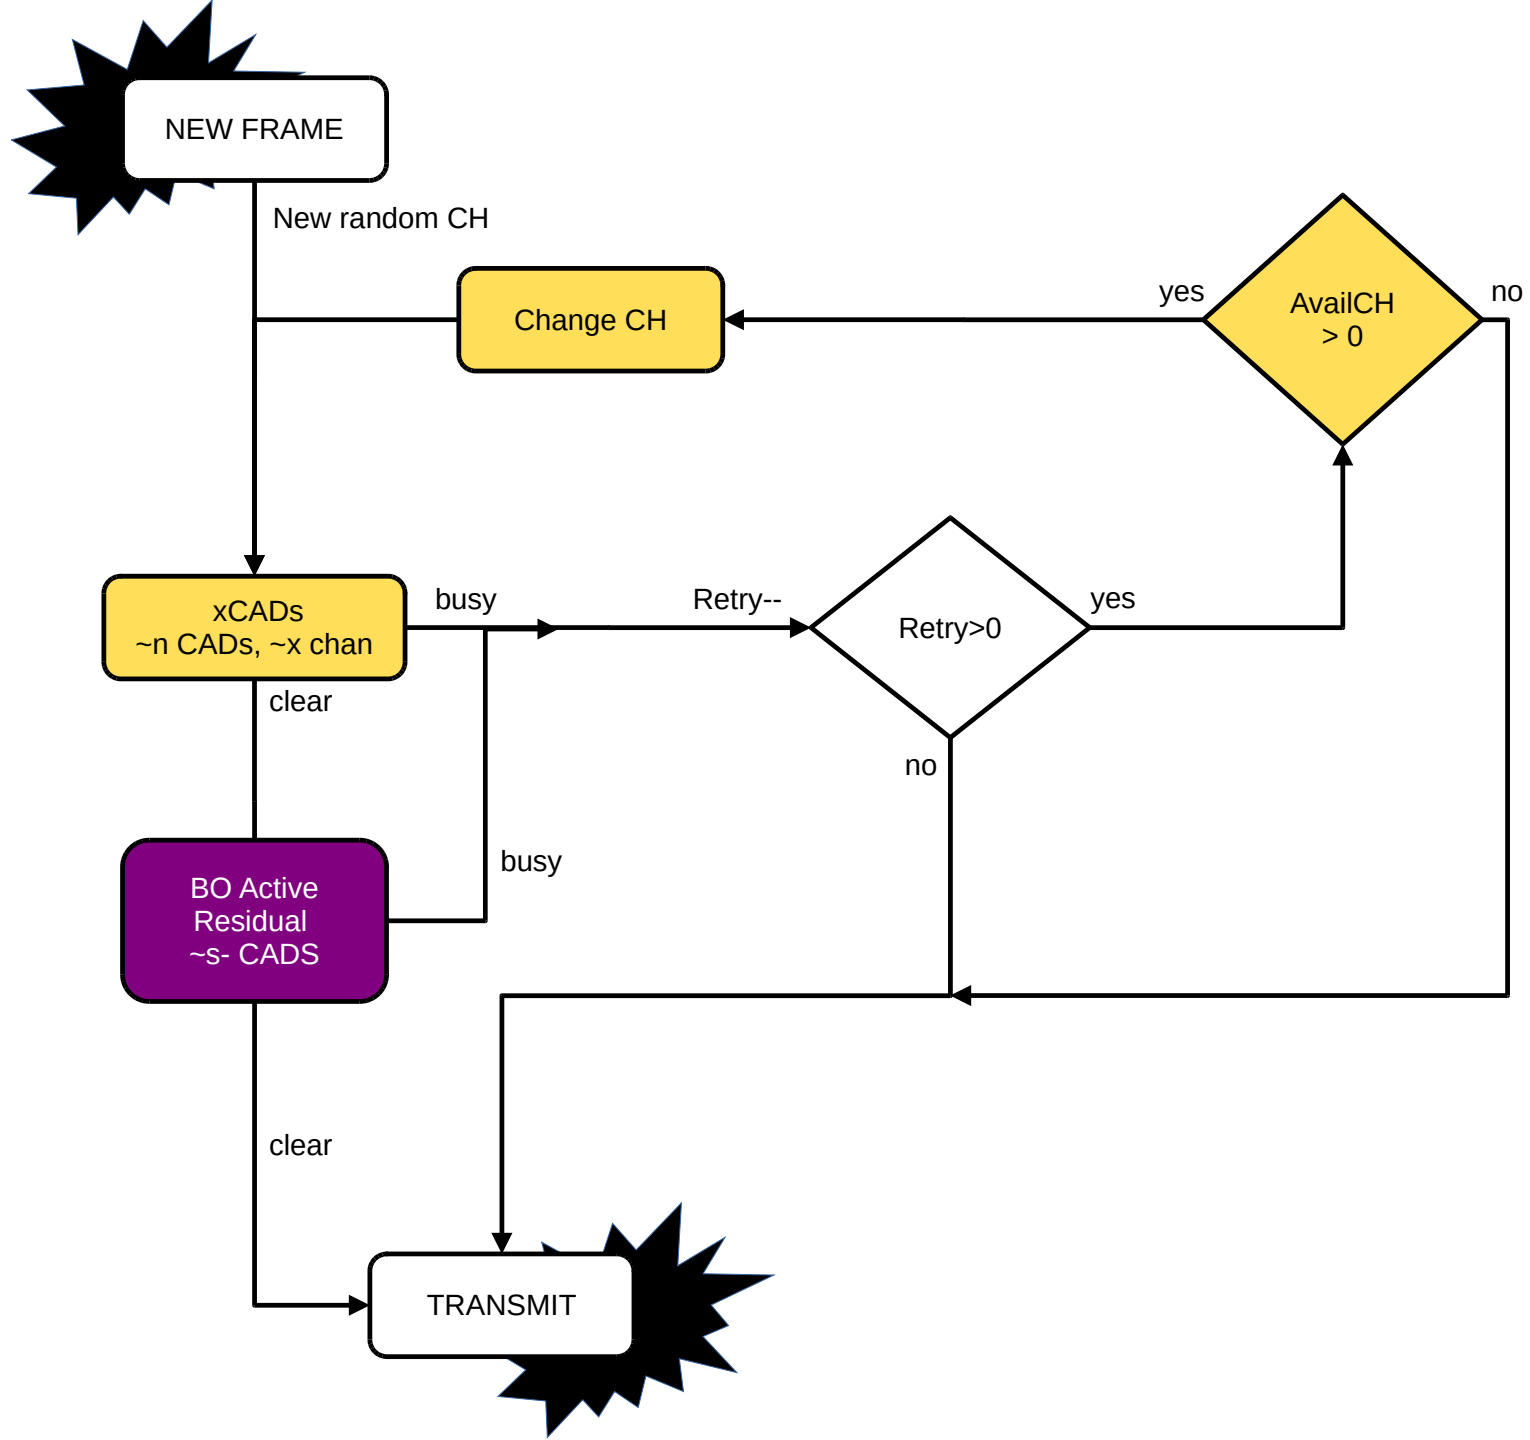 NEW FRAME
New random CH
Change CH
yes
AvailCH
> 0
no
xCADs
~n CADs, ~x chan
busy
Retry--
Retry>0
yes
clear
no
BO Active
Residual
~s- CADS
busy
clear
TRANSMIT